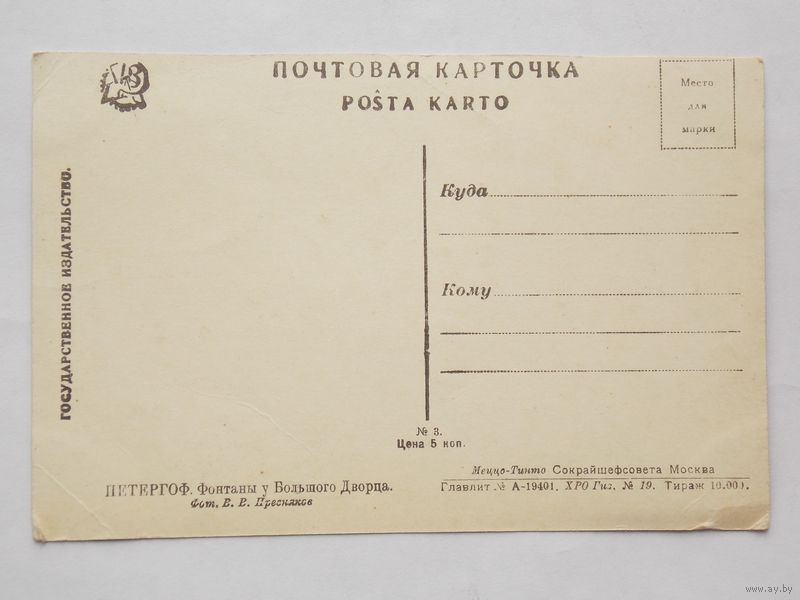 ГИЗ
ПОЧТОВАЯ КАРТОЧКА
POŜTA KARTO
Место
для
марки
ГОСУДАРСТВЕННОЕ ИЗДАТЕЛЬСТВО.
Куда
Кому
№ 3.
Цена 5 коп.
ПЕТЕРГОФ. Фонтаны у Большого Дворца.
Фот. Е. Е. Пресняков
Меццо-Тинто Сокрайшефсовета Москва
Главлит № А-19401. ХРО Гиз. № 19. Тираж 10.000.
www.ay.by